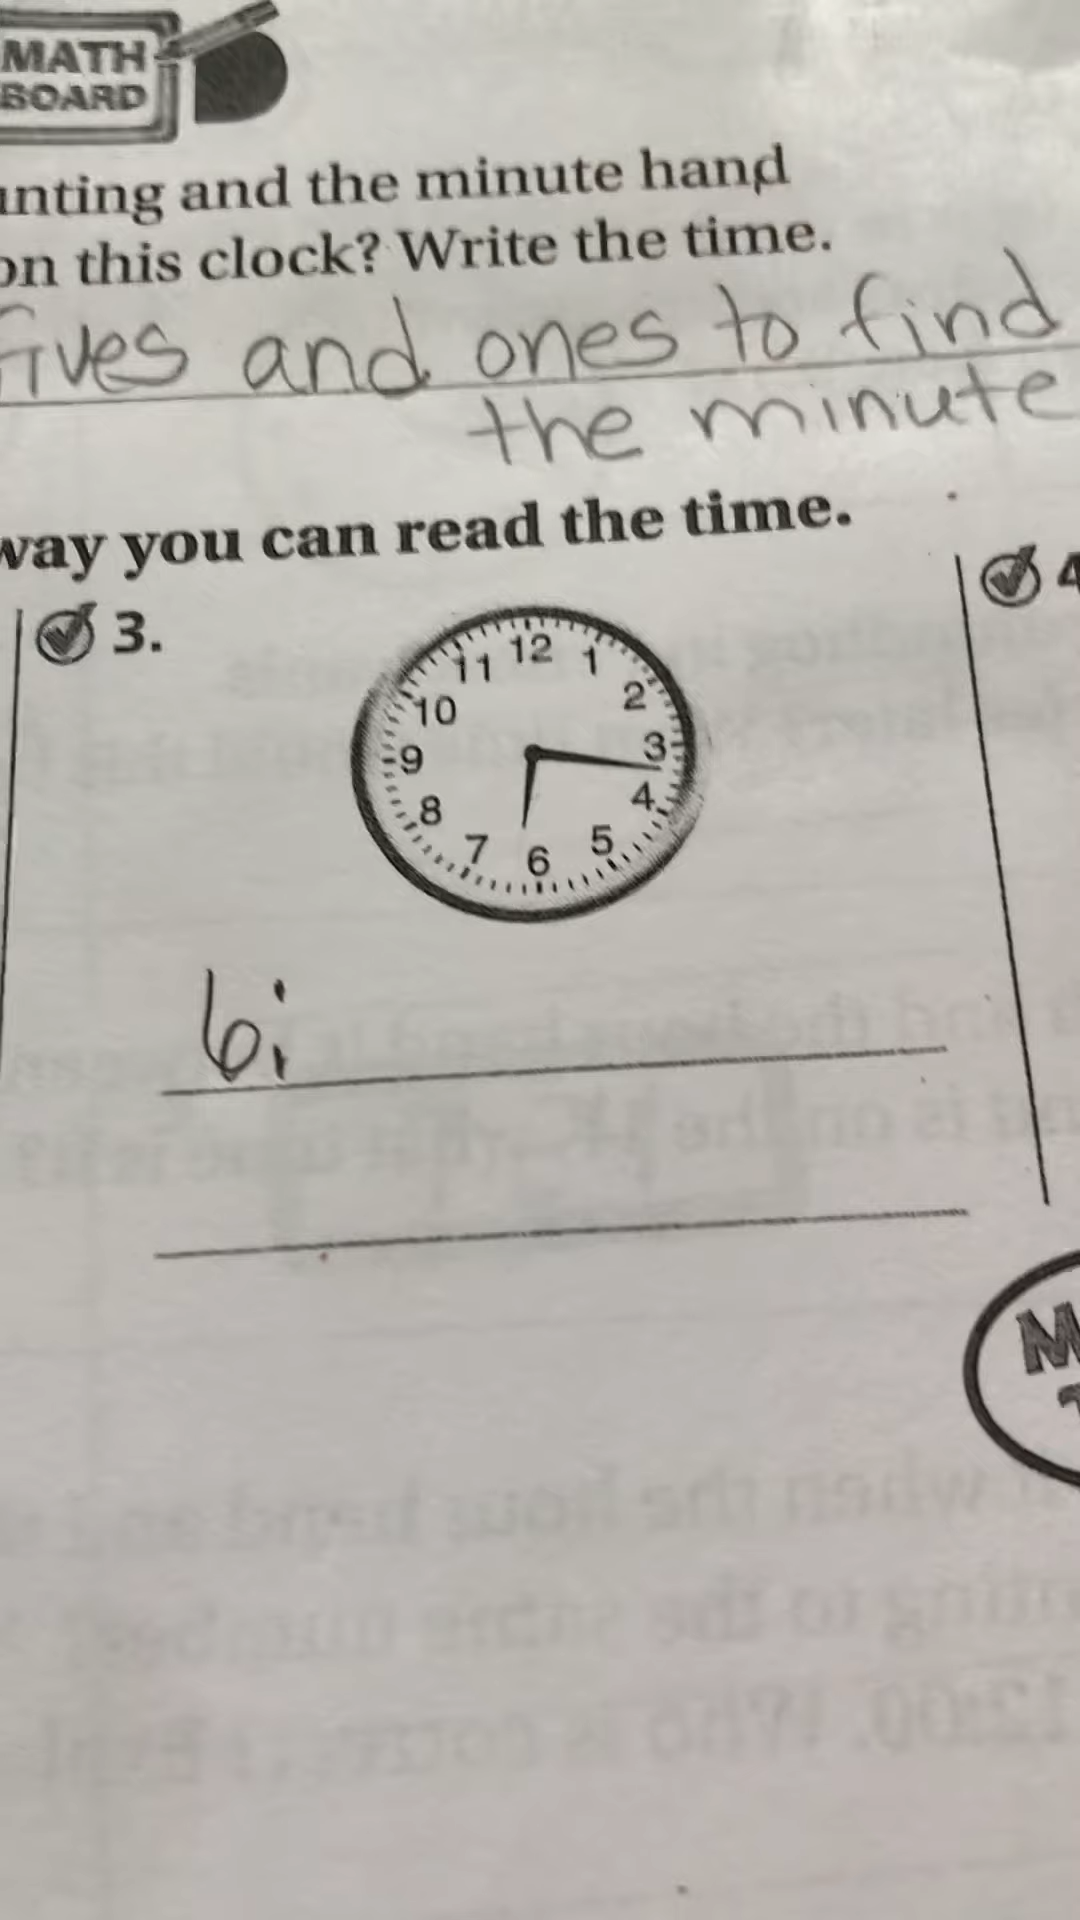 MATH
BOARD
unting and the minute hand
on this clock? Write the time.
fives and ones to find
the minute
way you can read the time.
3.
4
12
11 1
10 2
9 3
8 4
7 6 5
6: